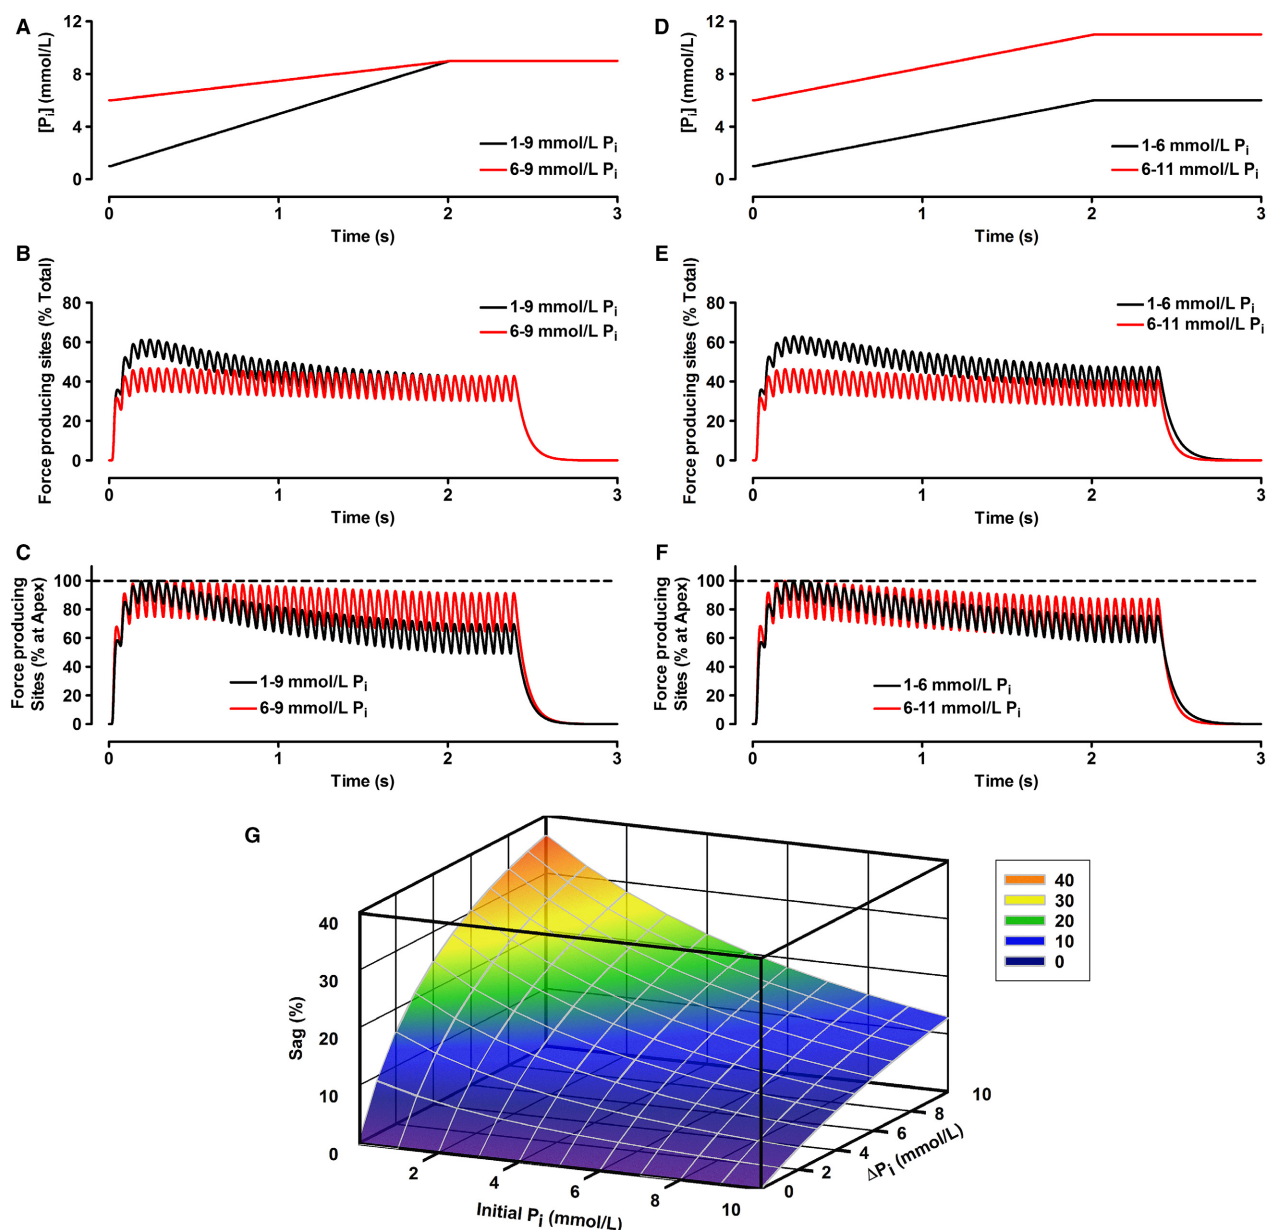 A
[Pi] (mmol/L)
12
8
4
0
1-9 mmol/L Pi
6-9 mmol/L Pi
0
1
2
3
Time (s)
D
[Pi] (mmol/L)
12
8
4
0
1-6 mmol/L Pi
6-11 mmol/L Pi
0
1
2
3
Time (s)
B
Force producing sites (% Total)
80
60
40
20
0
1-9 mmol/L Pi
6-9 mmol/L Pi
0
1
2
3
Time (s)
E
Force producing sites (% Total)
80
60
40
20
0
1-6 mmol/L Pi
6-11 mmol/L Pi
0
1
2
3
Time (s)
C
Force producing
Sites (% at Apex)
100
80
60
40
20
0
1-9 mmol/L Pi
6-9 mmol/L Pi
0
1
2
3
Time (s)
F
Force producing
Sites (% at Apex)
100
80
60
40
20
0
1-6 mmol/L Pi
6-11 mmol/L Pi
0
1
2
3
Time (s)
G
Sag (%)
40
30
20
10
0
2
4
6
8
10
Initial Pi (mmol/L)
0
2
4
6
8
10
ΔPi (mmol/L)
40
30
20
10
0